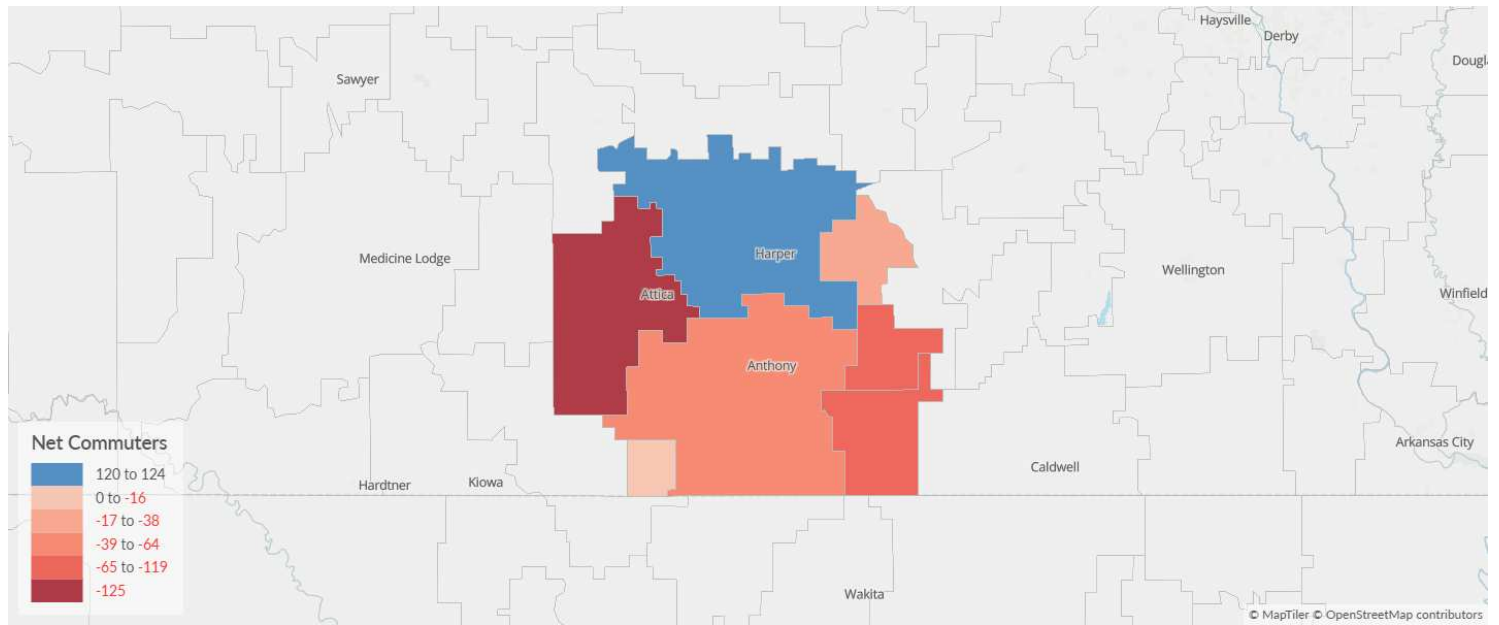 Haysville
Derby
Dougla
Sawyer
Medicine Lodge
Harper
Wellington
Attica
Winfield
Anthony
Net Commuters
120 to 124
0 to -16
-17 to -38
-39 to -64
-65 to -119
-125
Arkansas City
Caldwell
Hardtner
Kiowa
Wakita
© MapTiler © OpenStreetMap contributors